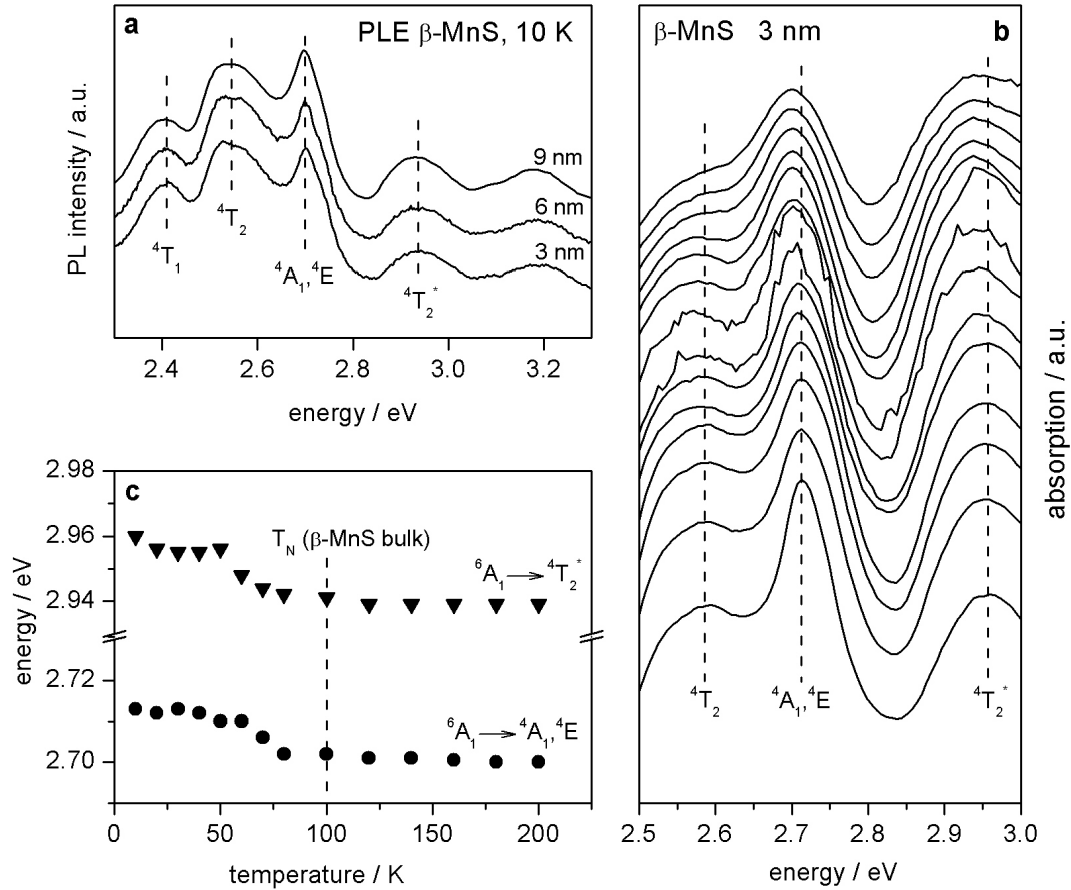 a
PLE β-MnS, 10 K
PL intensity / a.u.
9 nm
6 nm
3 nm
⁴T₁
⁴T₂
⁴A₁,⁴E
⁴T₂*
2.4 2.6 2.8 3.0 3.2
energy / eV
β-MnS 3 nm
b
absorption / a.u.
⁴T₂
⁴A₁,⁴E
⁴T₂*
2.5 2.6 2.7 2.8 2.9 3.0
energy / eV
c
2.98
2.96
2.94
2.72
2.70
energy / eV
T_N (β-MnS bulk)
⁶A₁→⁴T₂*
⁶A₁→⁴A₁,⁴E
0 50 100 150 200
temperature / K